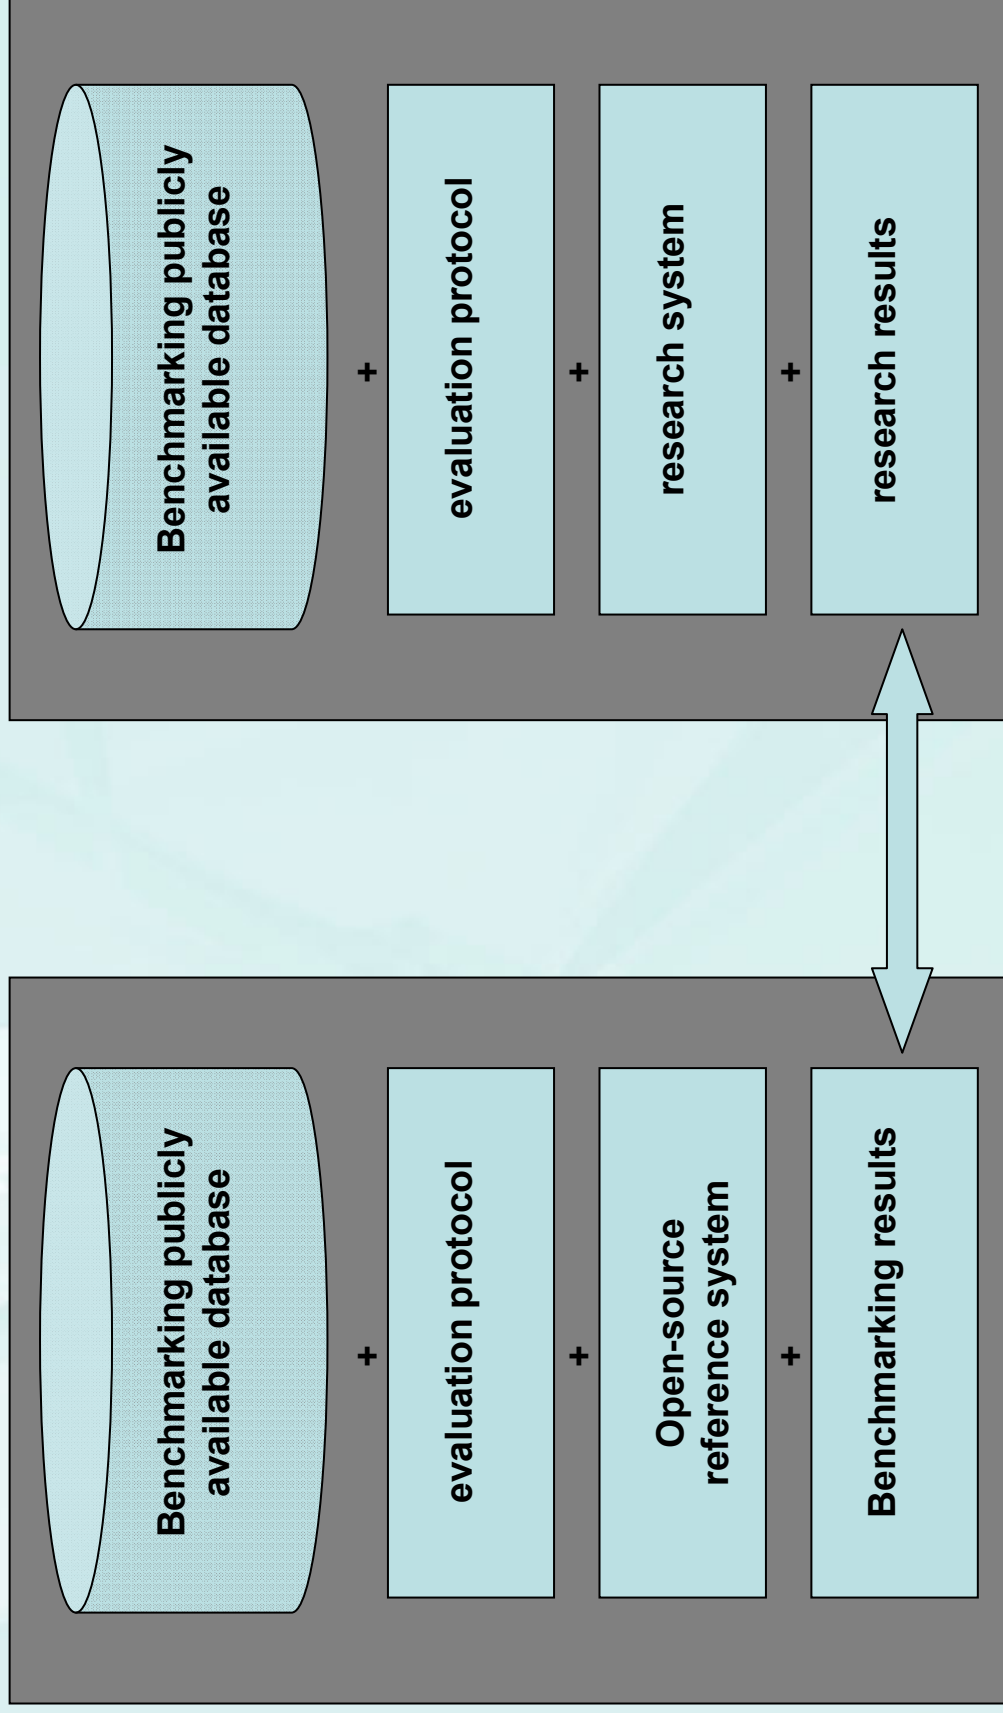 Benchmarking publicly
available database
+
evaluation protocol
+
Open-source
reference system
+
Benchmarking results
Benchmarking publicly
available database
+
evaluation protocol
+
research system
+
research results